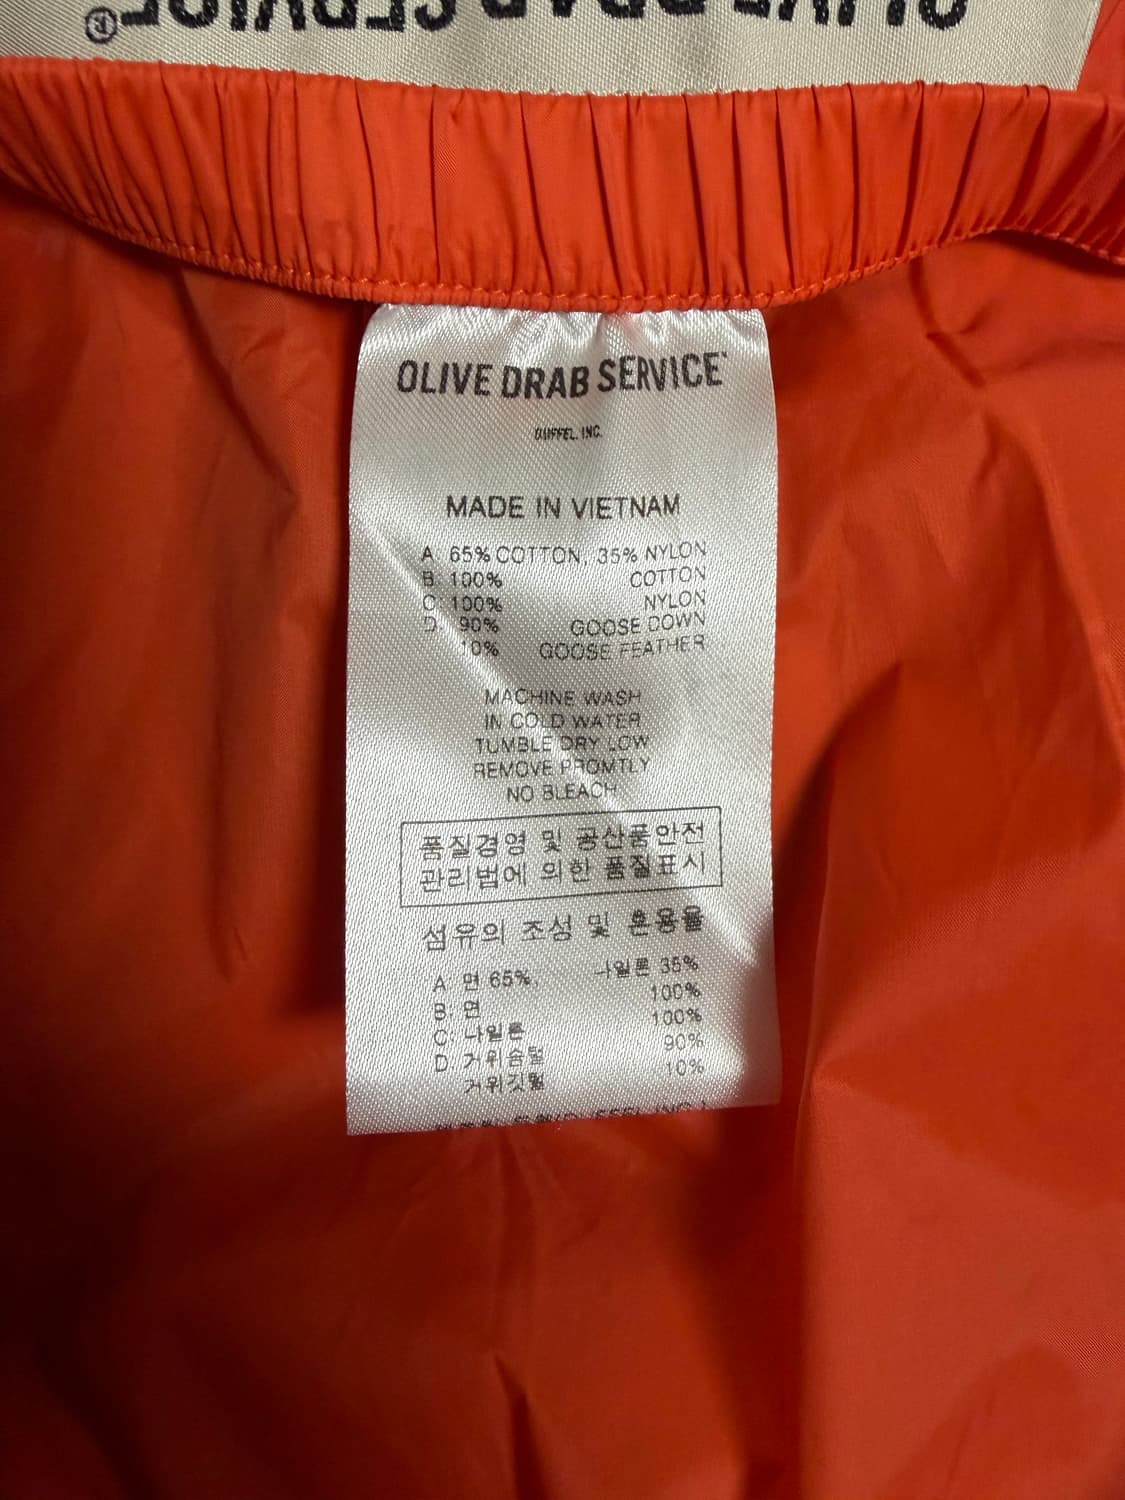 OLIVE DRAB SERVICE®
OLIVE DRAB SERVICE
DUFFEL. INC.
MADE IN VIETNAM
A. 65% COTTON, 35% NYLON
B: 100% COTTON
C: 100% NYLON
D: 90% GOOSE DOWN
10% GOOSE FEATHER
MACHINE WASH
IN COLD WATER
TUMBLE DRY LOW
REMOVE PROMTLY
NO BLEACH
품질경영 및 공산품안전
관리법에 의한 품질표시
섬유의 조성 및 혼용율
A: 면 65%, 나일론 35%
B: 면 100%
C: 나일론 100%
D: 거위솜털 90%
거위깃털 10%